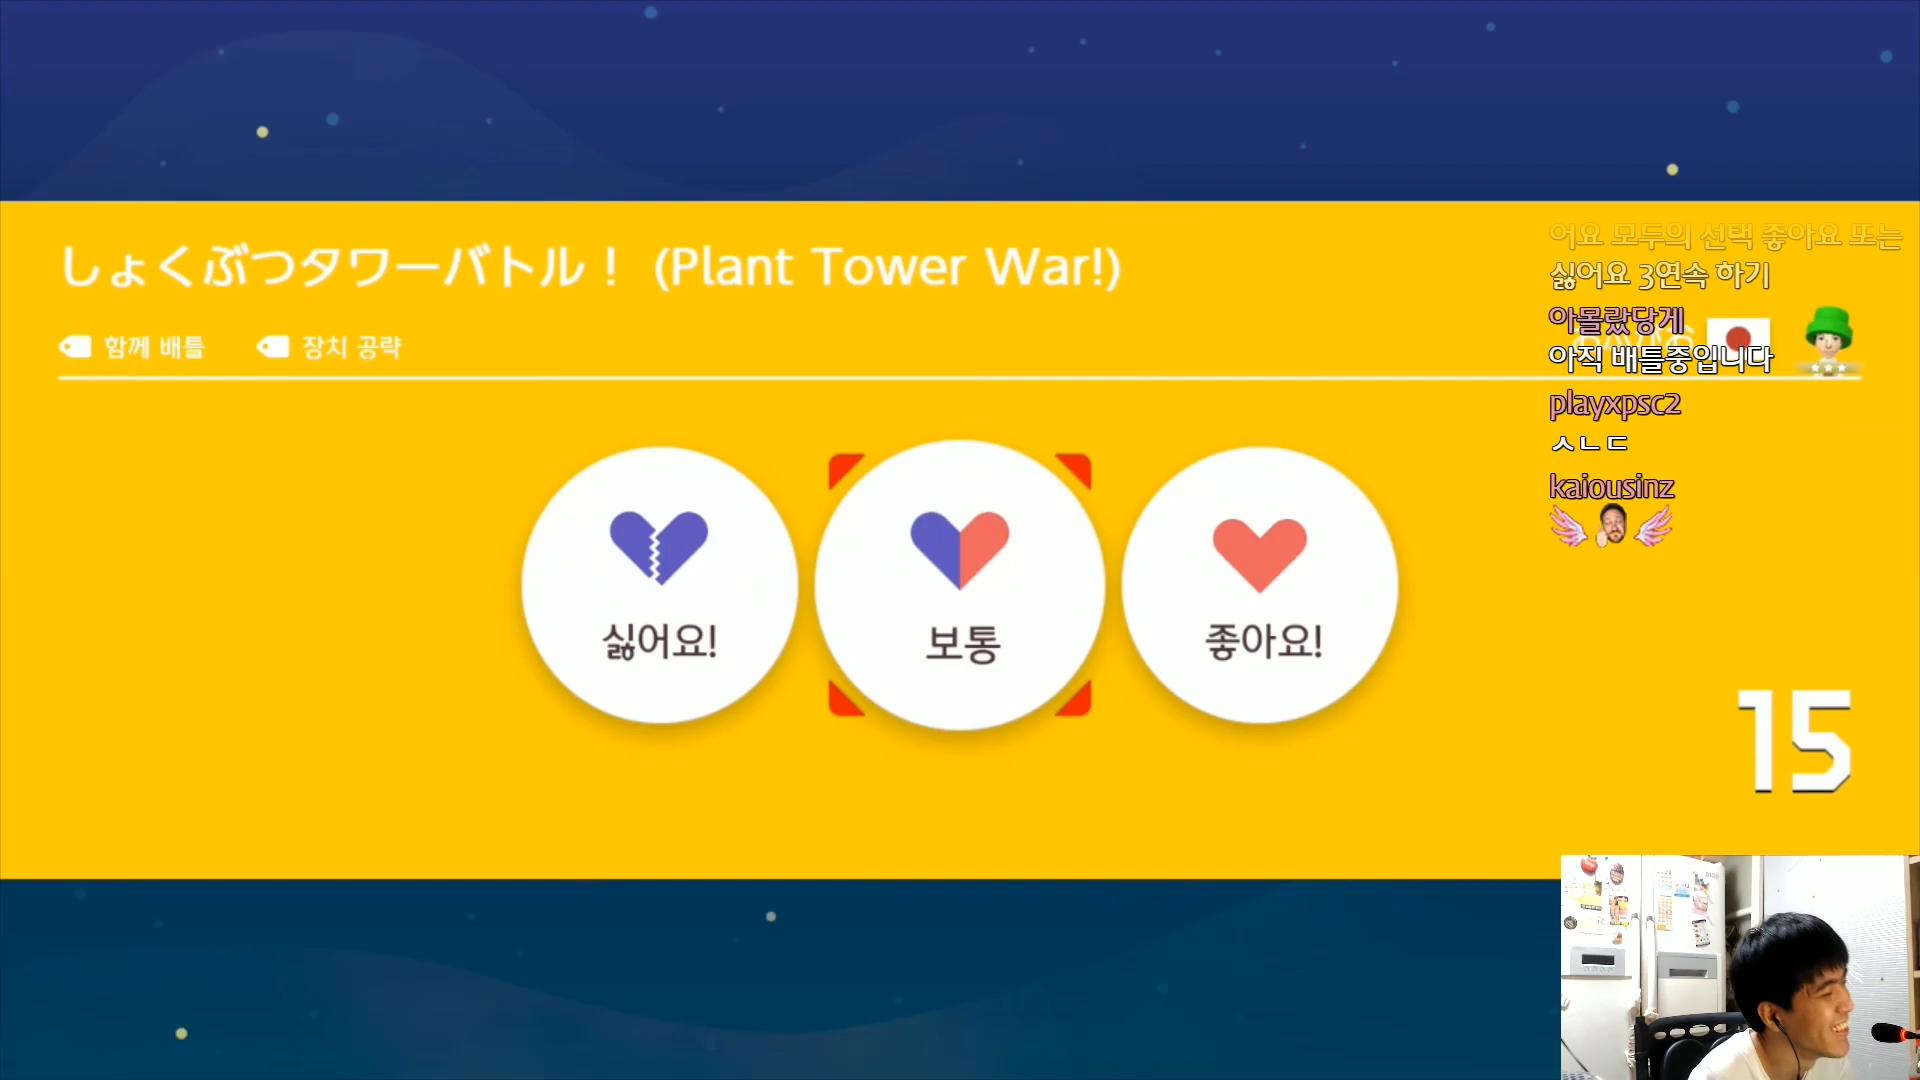 しょくぶつタワーバトル！ (Plant Tower War!)
함께 배틀
장치 공략
어요 모두의 선택 좋아요 또는
싫어요 3연속 하기
아몰랐당게
아직 배틀중입니다
playxpsc2
ㅅㄴㄷ
kaiousinz
싫어요!
보통
좋아요!
15